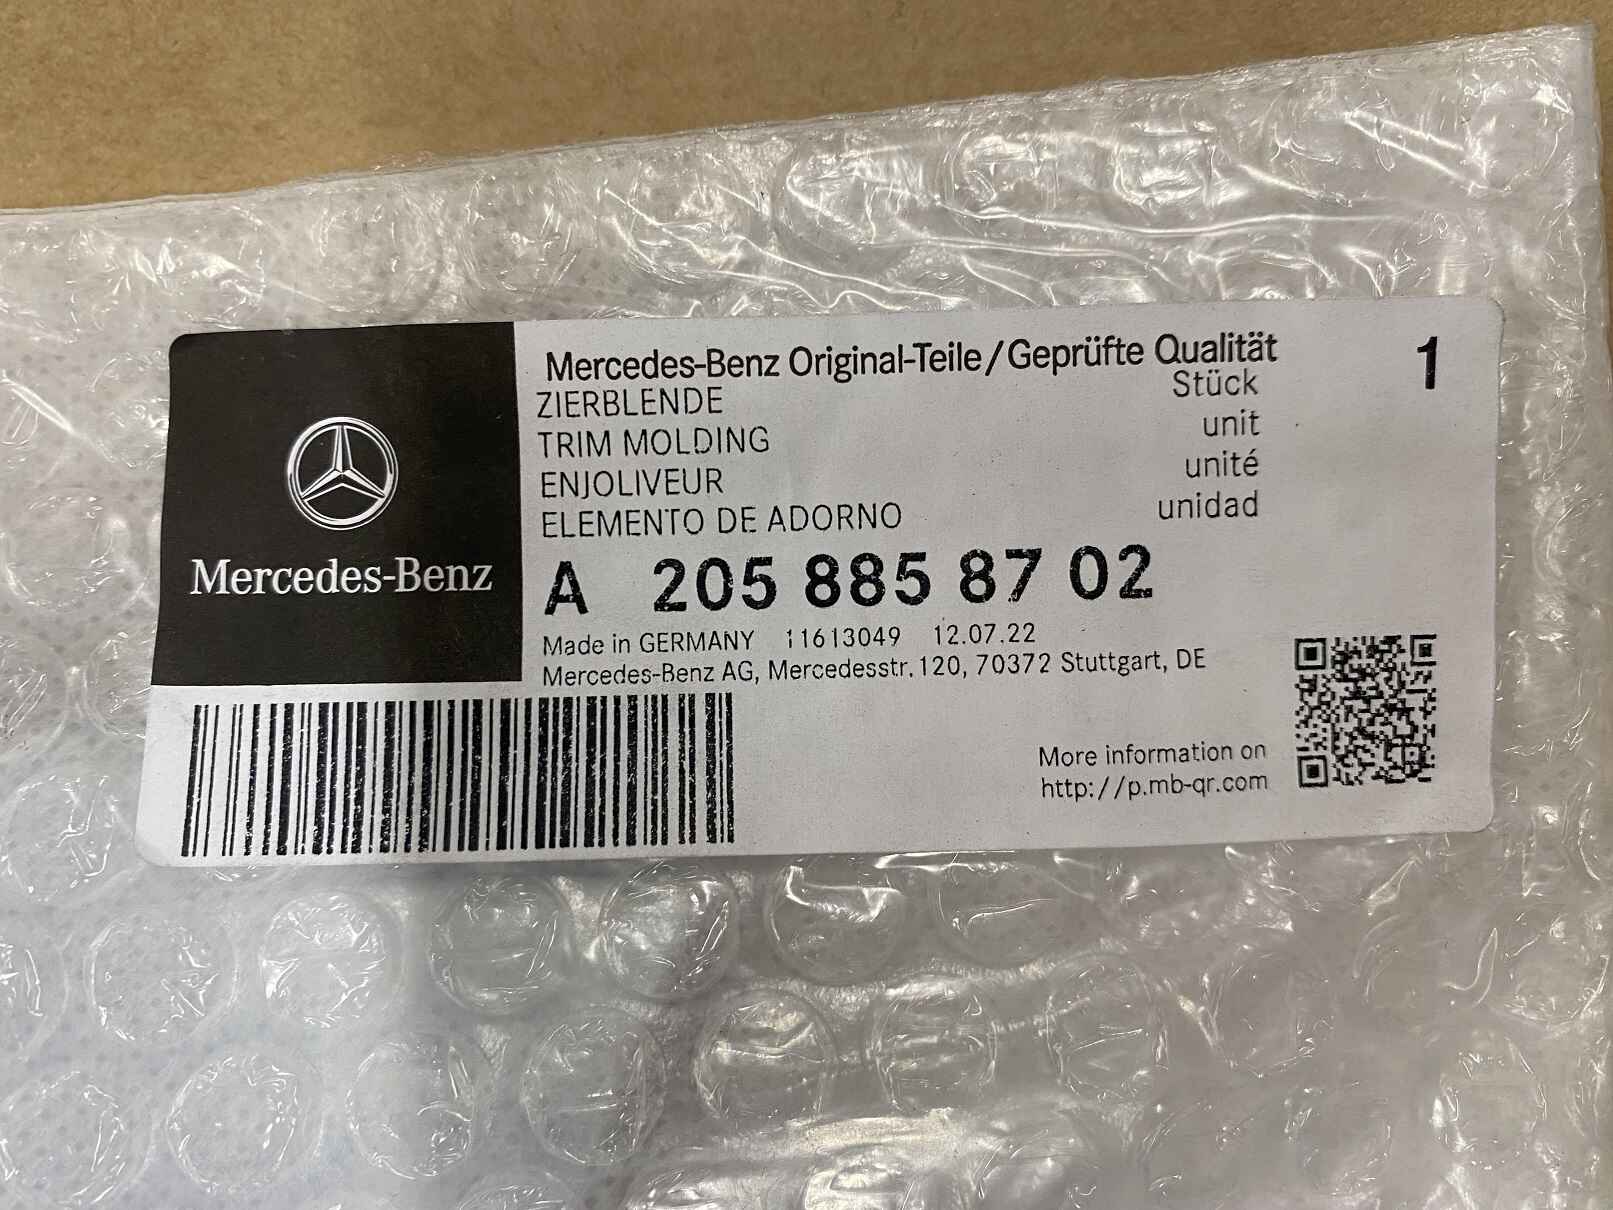 Mercedes-Benz Original-Teile/Geprüfte Qualität
1
ZIERBLENDE
Stück
TRIM MOLDING
unit
ENJOLIVEUR
unité
ELEMENTO DE ADORNO
unidad
Mercedes-Benz
A 205 885 87 02
Made in GERMANY 11613049 12.07.22
Mercedes-Benz AG, Mercedesstr. 120, 70372 Stuttgart, DE
More information on
http://p.mb-qr.com